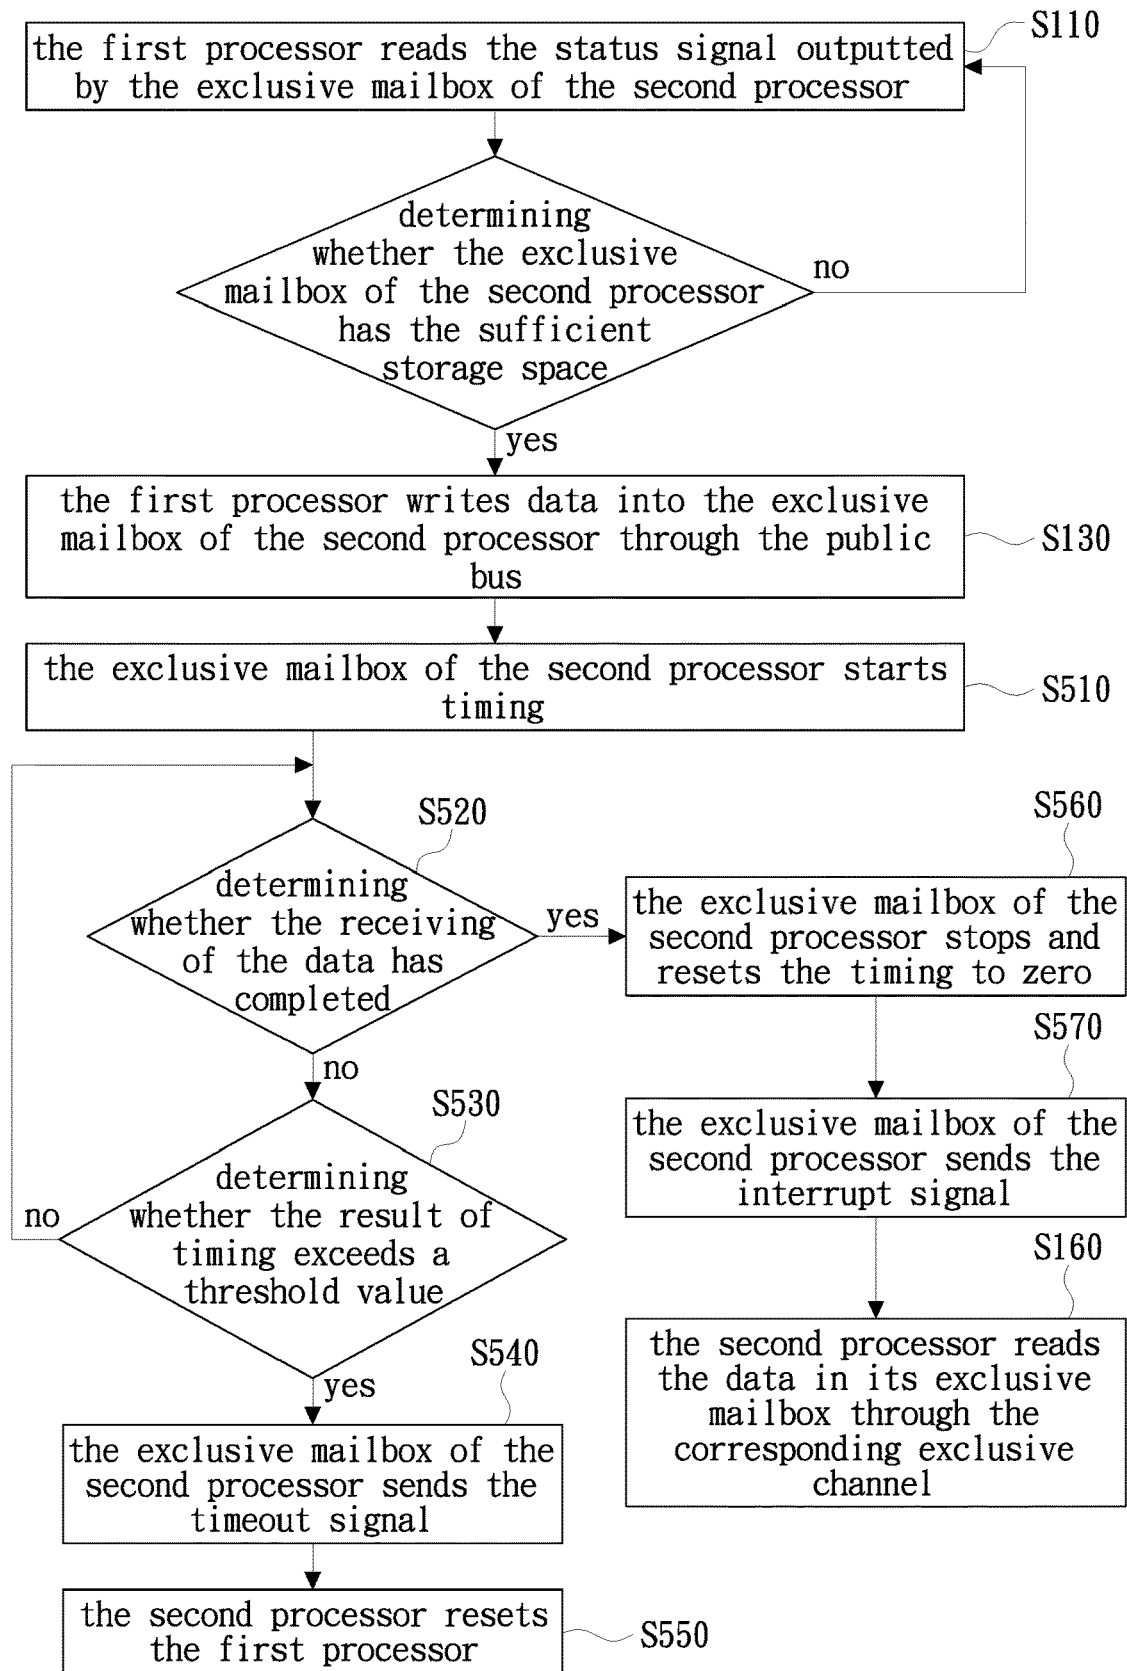 S110
the first processor reads the status signal outputted
by the exclusive mailbox of the second processor
determining
whether the exclusive
mailbox of the second processor
has the sufficient
storage space
no
yes
the first processor writes data into the exclusive
mailbox of the second processor through the public
bus
S130
the exclusive mailbox of the second processor starts
timing
S510
S520
determining
whether the receiving
of the data has
completed
yes
no
S560
the exclusive mailbox of the
second processor stops and
resets the timing to zero
S570
the exclusive mailbox of the
second processor sends the
interrupt signal
S530
determining
whether the result of
timing exceeds a
threshold value
no
yes
S160
the second processor reads
the data in its exclusive
mailbox through the
corresponding exclusive
channel
S540
the exclusive mailbox of the
second processor sends the
timeout signal
the second processor resets
the first processor
S550